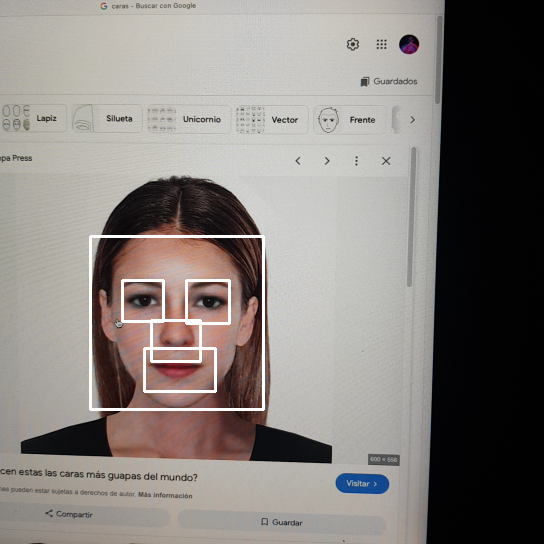 caras - Buscar con Google
Guardados
Lapiz
Silueta
Unicornio
Vector
Frente
pa Press
600 × 558
cen estas las caras más guapas del mundo?
Visitar
nes pueden estar sujetas a derechos de autor. Más información
Compartir
Guardar